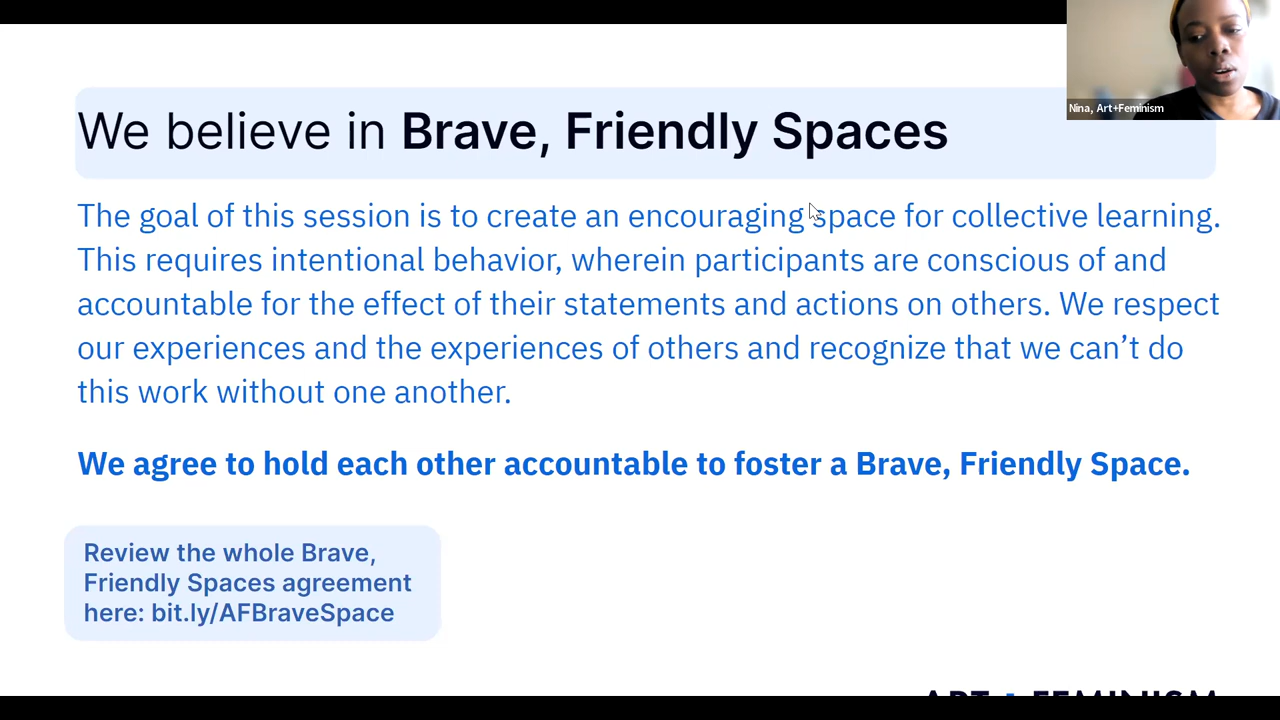 Nina, Art+Feminism
We believe in Brave, Friendly Spaces
The goal of this session is to create an encouraging space for collective learning.
This requires intentional behavior, wherein participants are conscious of and
accountable for the effect of their statements and actions on others. We respect
our experiences and the experiences of others and recognize that we can’t do
this work without one another.
We agree to hold each other accountable to foster a Brave, Friendly Space.
Review the whole Brave,
Friendly Spaces agreement
here: bit.ly/AFBraveSpace
ART + FEMINISM